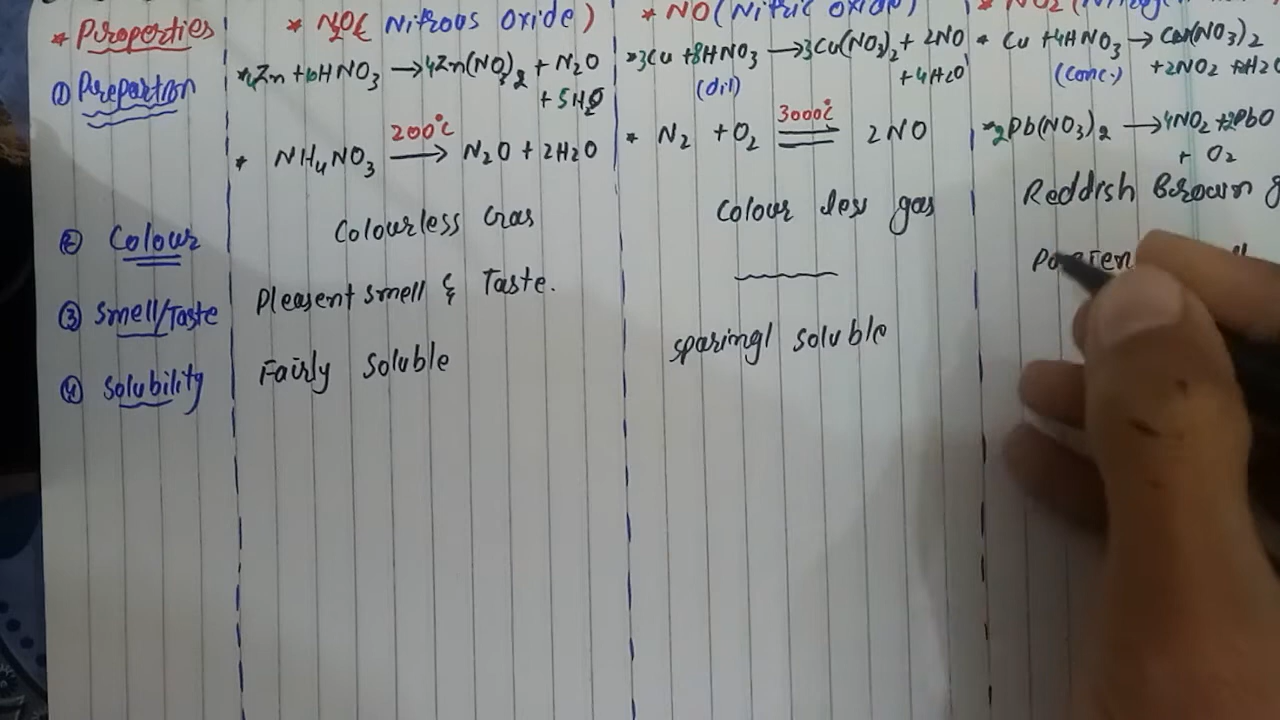 * Properties
* N2O( Nitroos Oxide)
* NO(Nitric Oxide)
① Prepartion
*4Zn + 10HNO3 → 4Zn(NO3)2 + N2O
+ 5H2O
* NH4NO3 200°C → N2O + 2H2O
*3Cu + 8HNO3 → 3Cu(NO3)2 + 2NO
(dil)
+ 4H2O
* N2 + O2 3000°C 2NO
* Cu + 4HNO3 → Cu(NO3)2
(conc.)
*2Pb(NO3)2 → 4NO2 + 2PbO
+ O2
② Colour
Colourless Gas
Colour less gas
Reddish Brown
③ Smell/Taste
Pleasent smell & Taste.
④ Solubility
Fairly Soluble
sparingl soluble